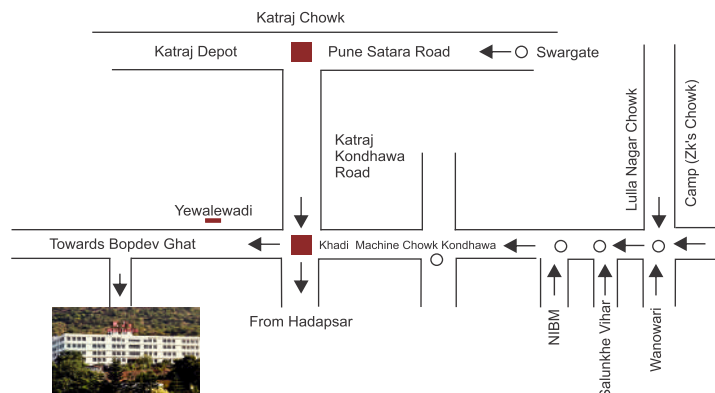 Katraj Chowk
Katraj Depot
Pune Satara Road
Swargate
Katraj
Kondhawa
Road
Lulla Nagar Chowk
Camp (Zk's Chowk)
Yewalewadi
Towards Bopdev Ghat
Khadi Machine Chowk Kondhawa
From Hadapsar
NIBM
Salunkhe Vihar
Wanowari